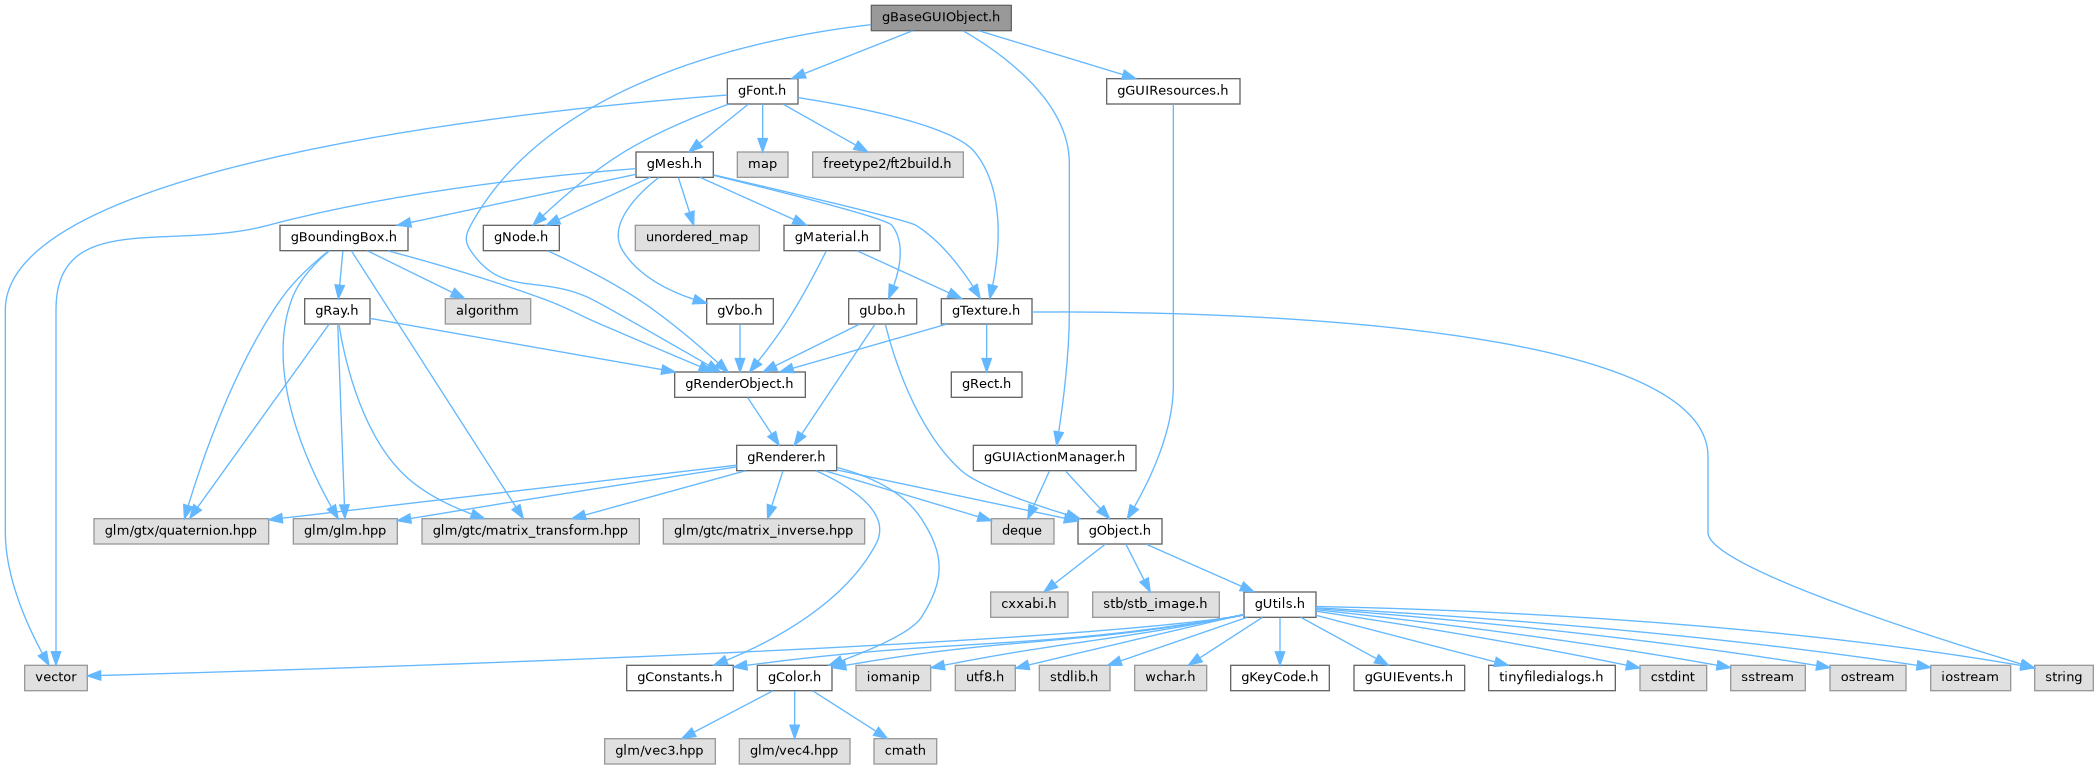 gBaseGUIObject.h
gFont.h
gGUIResources.h
gMesh.h
map
freetype2/ft2build.h
gBoundingBox.h
gNode.h
unordered_map
gMaterial.h
gRay.h
algorithm
gVbo.h
gUbo.h
gTexture.h
gRenderObject.h
gRect.h
gRenderer.h
gGUIActionManager.h
glm/gtx/quaternion.hpp
glm/glm.hpp
glm/gtc/matrix_transform.hpp
glm/gtc/matrix_inverse.hpp
deque
gObject.h
cxxabi.h
stb/stb_image.h
gUtils.h
vector
gConstants.h
gColor.h
iomanip
utf8.h
stdlib.h
wchar.h
gKeyCode.h
gGUIEvents.h
tinyfiledialogs.h
cstdint
sstream
ostream
iostream
string
glm/vec3.hpp
glm/vec4.hpp
cmath